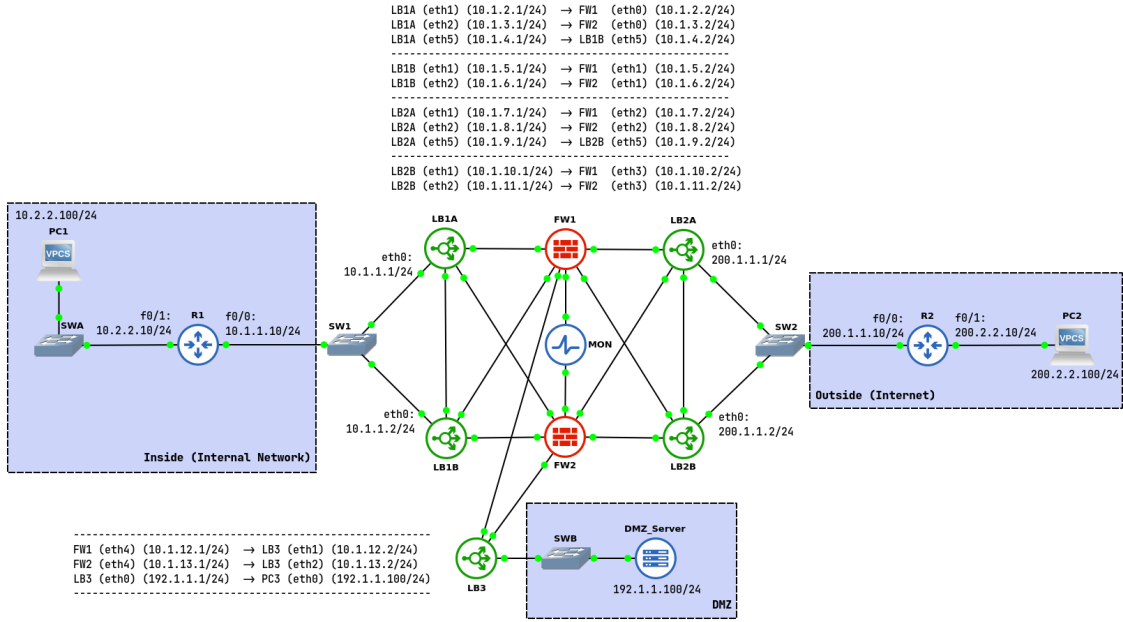 LB1A (eth1) (10.1.2.1/24) → FW1 (eth0) (10.1.2.2/24)
LB1A (eth2) (10.1.3.1/24) → FW2 (eth0) (10.1.3.2/24)
LB1A (eth5) (10.1.4.1/24) → LB1B (eth5) (10.1.4.2/24)
LB1B (eth1) (10.1.5.1/24) → FW1 (eth1) (10.1.5.2/24)
LB1B (eth2) (10.1.6.1/24) → FW2 (eth1) (10.1.6.2/24)
LB2A (eth1) (10.1.7.1/24) → FW1 (eth2) (10.1.7.2/24)
LB2A (eth2) (10.1.8.1/24) → FW2 (eth2) (10.1.8.2/24)
LB2A (eth5) (10.1.9.1/24) → LB2B (eth5) (10.1.9.2/24)
LB2B (eth1) (10.1.10.1/24) → FW1 (eth3) (10.1.10.2/24)
LB2B (eth2) (10.1.11.1/24) → FW2 (eth3) (10.1.11.2/24)
10.2.2.100/24
PC1
VPCS
SWA
f0/1:
10.2.2.10/24
R1
f0/0:
10.1.1.10/24
Inside (Internal Network)
SW1
eth0:
10.1.1.1/24
LB1A
eth0:
10.1.1.2/24
LB1B
FW1
MON
FW2
LB2A
eth0:
200.1.1.1/24
LB2B
eth0:
200.1.1.2/24
SW2
f0/0:
200.1.1.10/24
R2
f0/1:
200.2.2.10/24
PC2
VPCS
200.2.2.100/24
Outside (Internet)
FW1 (eth4) (10.1.12.1/24) → LB3 (eth1) (10.1.12.2/24)
FW2 (eth4) (10.1.13.1/24) → LB3 (eth2) (10.1.13.2/24)
LB3 (eth0) (192.1.1.1/24) → PC3 (eth0) (192.1.1.100/24)
LB3
SWB
DMZ_Server
192.1.1.100/24
DMZ